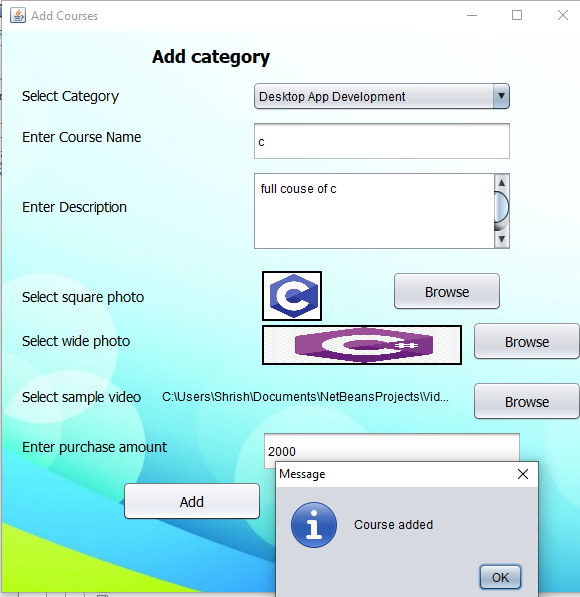 Add Courses
Add category
Select Category
Desktop App Development
Enter Course Name
c
Enter Description
full couse of c
Select square photo
C
Browse
Select wide photo
C++
Browse
Select sample video
C:\Users\Shrish\Documents\NetBeansProjects\Vid...
Browse
Enter purchase amount
2000
Add
Message
Course added
OK